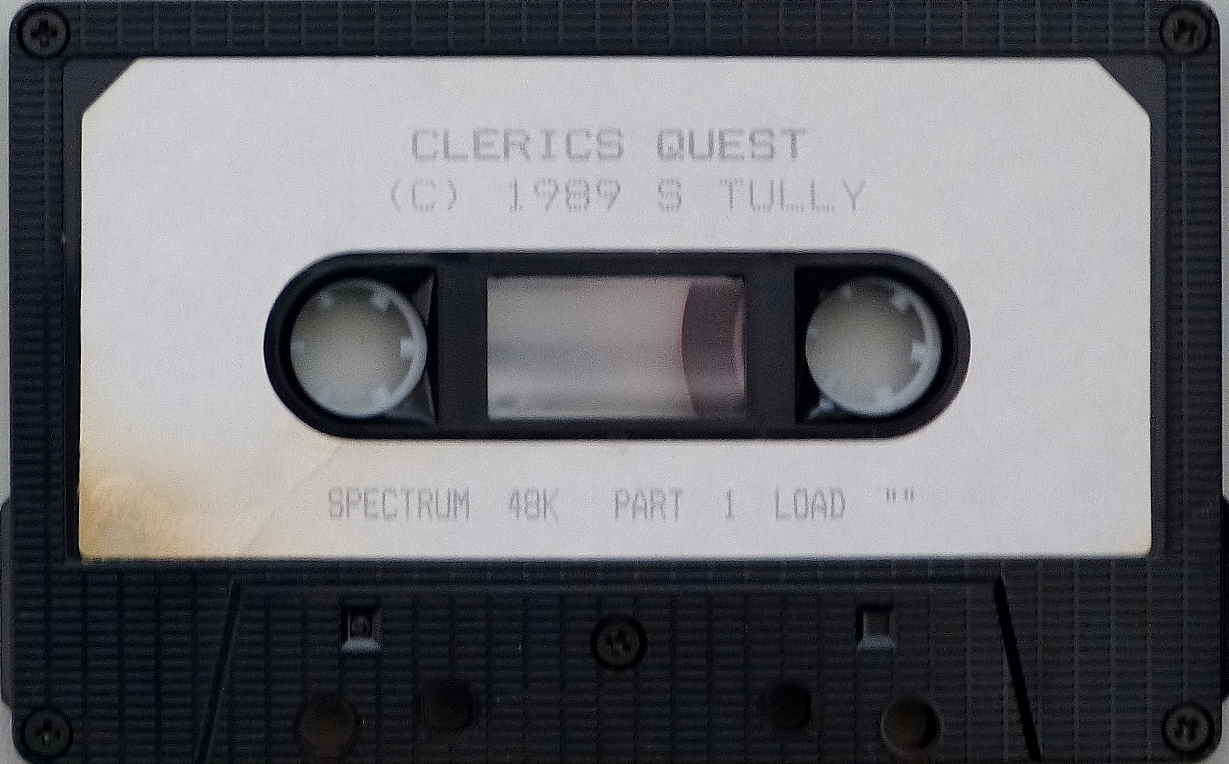 CLERICS QUEST
(C) 1989 S TULLY
SPECTRUM 48K PART 1 LOAD ""